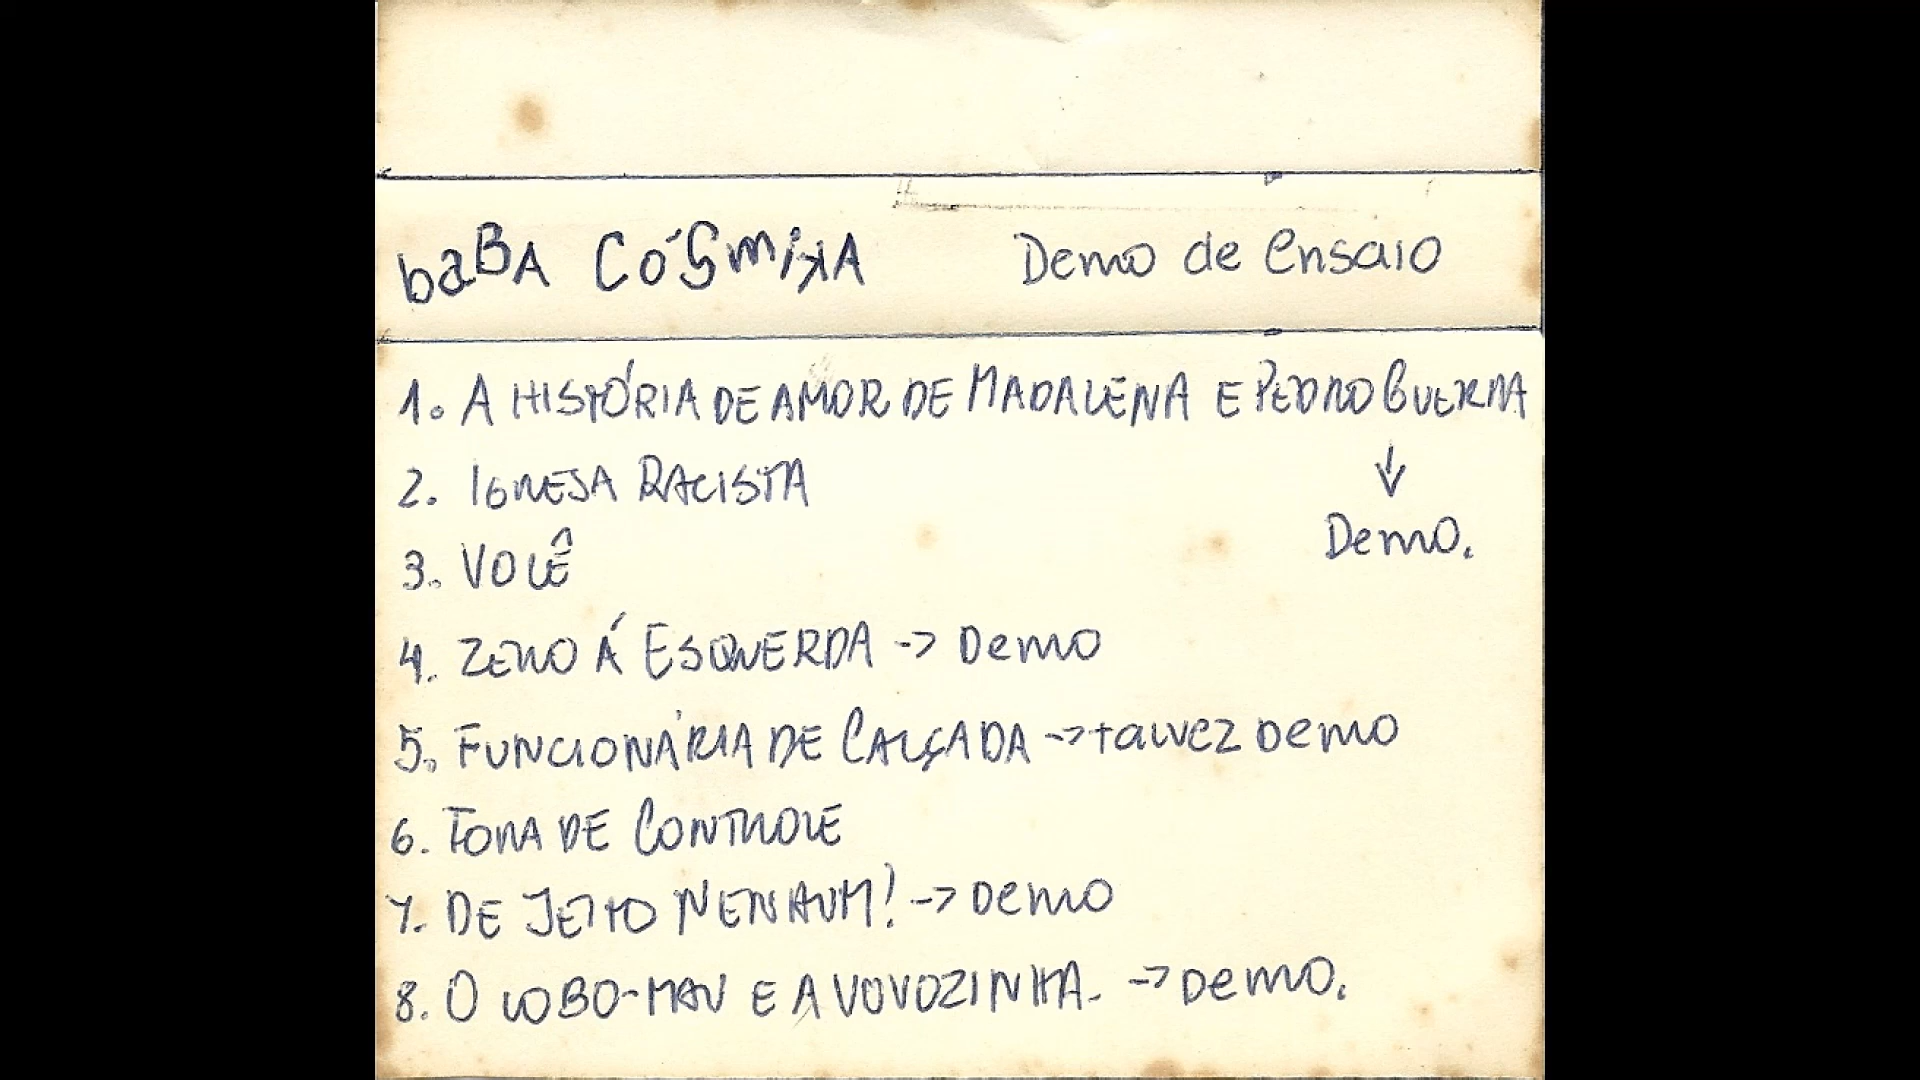 baBA CÓSmiKA Demo de Ensaio
1. A HISTÓRIA DE AMOR DE MADALENA E PEDRO GUERRA
↓
2. IGREJA RACISTA
Demo.
3. VOCÊ
4. ZERO Á ESQUERDA -> Demo
5. FUNCIONÁRIA DE CALÇADA -> talvez Demo
6. FORA DE CONTROLE
7. DE JEITO NENHUM! -> Demo
8. O LOBO-MAU E A VOVOZINHA. -> Demo.